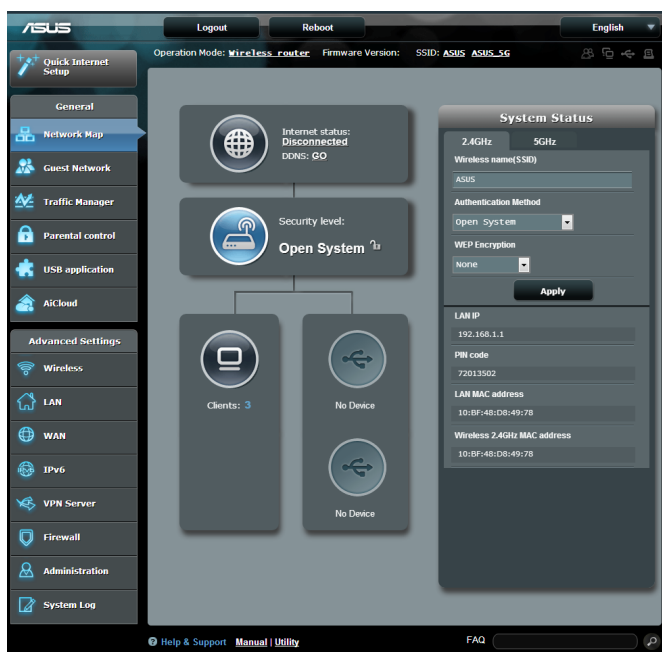 ASUS
Logout
Reboot
English
Operation Mode: Wireless router Firmware Version: SSID: ASUS ASUS_5G
Quick Internet
Setup
General
Network Map
Guest Network
Traffic Manager
Parental control
USB application
AiCloud
Advanced Settings
Wireless
LAN
WAN
IPv6
VPN Server
Firewall
Administration
System Log
Internet status:
Disconnected
DDNS: GO
Security level:
Open System
Clients: 3
No Device
No Device
System Status
2.4GHz
5GHz
Wireless name(SSID)
ASUS
Authentication Method
Open System
WEP Encryption
None
Apply
LAN IP
192.168.1.1
PIN code
72013502
LAN MAC address
10:BF:48:D8:49:78
Wireless 2.4GHz MAC address
10:BF:48:D8:49:78
Help & Support Manual | Utility
FAQ